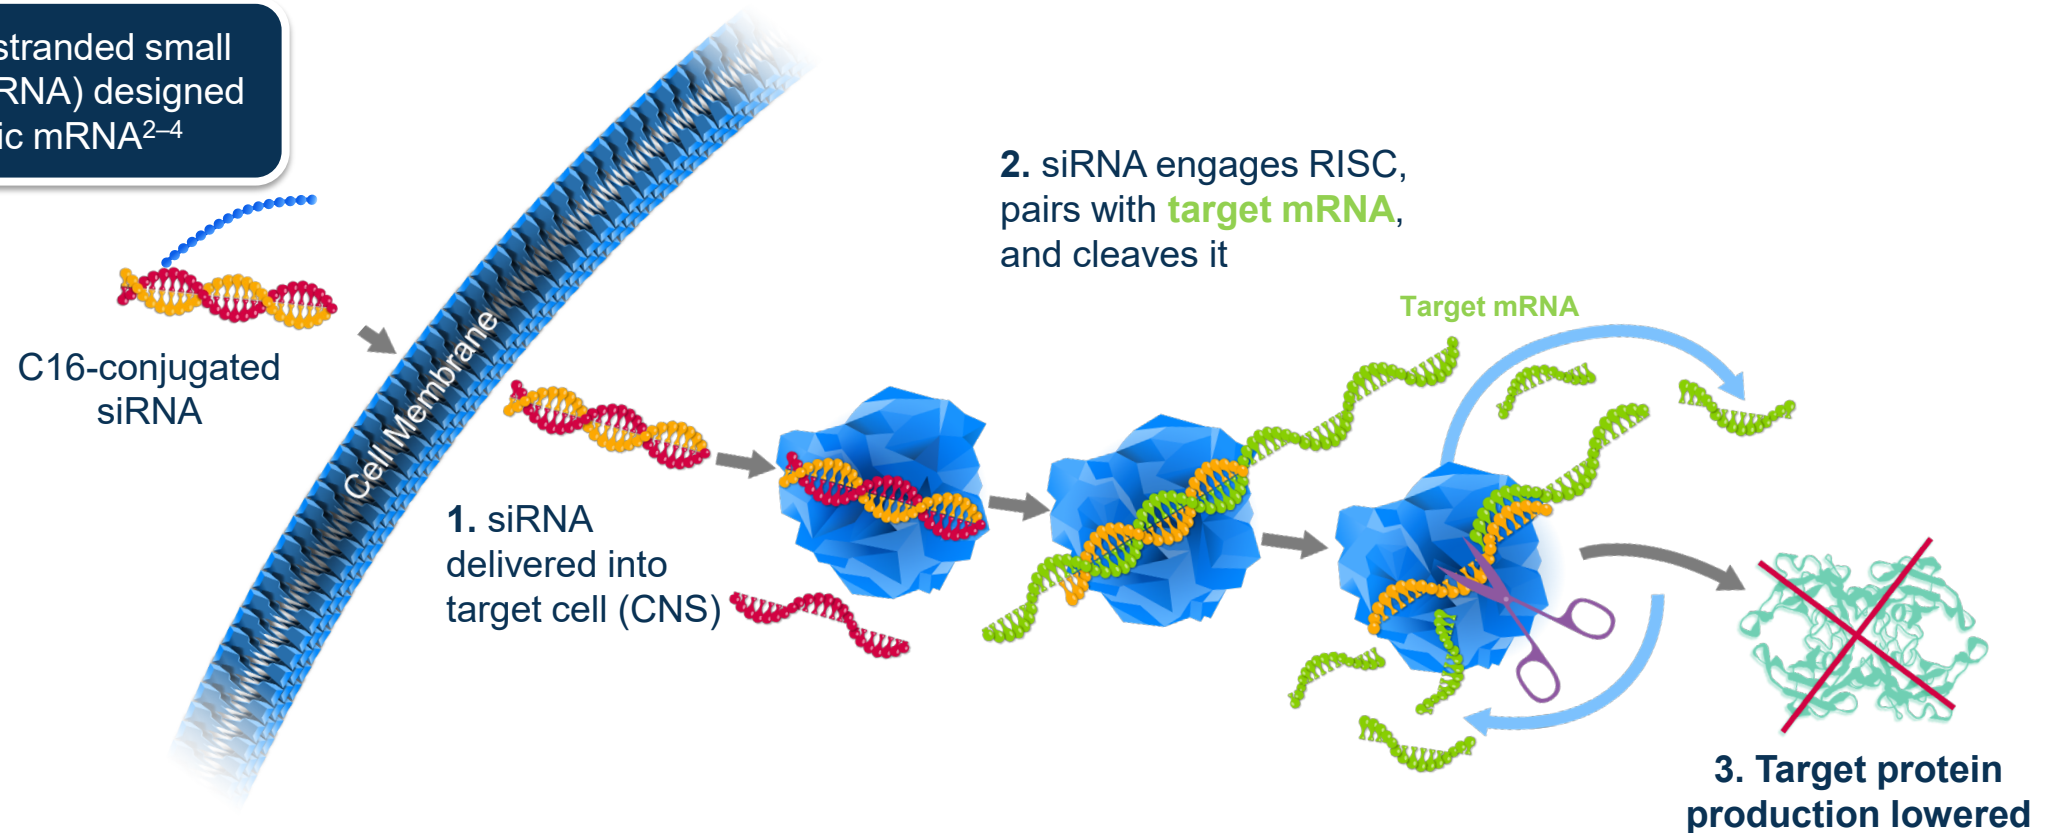 stranded small
RNA) designed
ic mRNA2–4
C16-conjugated
siRNA
Cell Membrane
1. siRNA
delivered into
target cell (CNS)
2. siRNA engages RISC,
pairs with target mRNA,
and cleaves it
Target mRNA
3. Target protein
production lowered